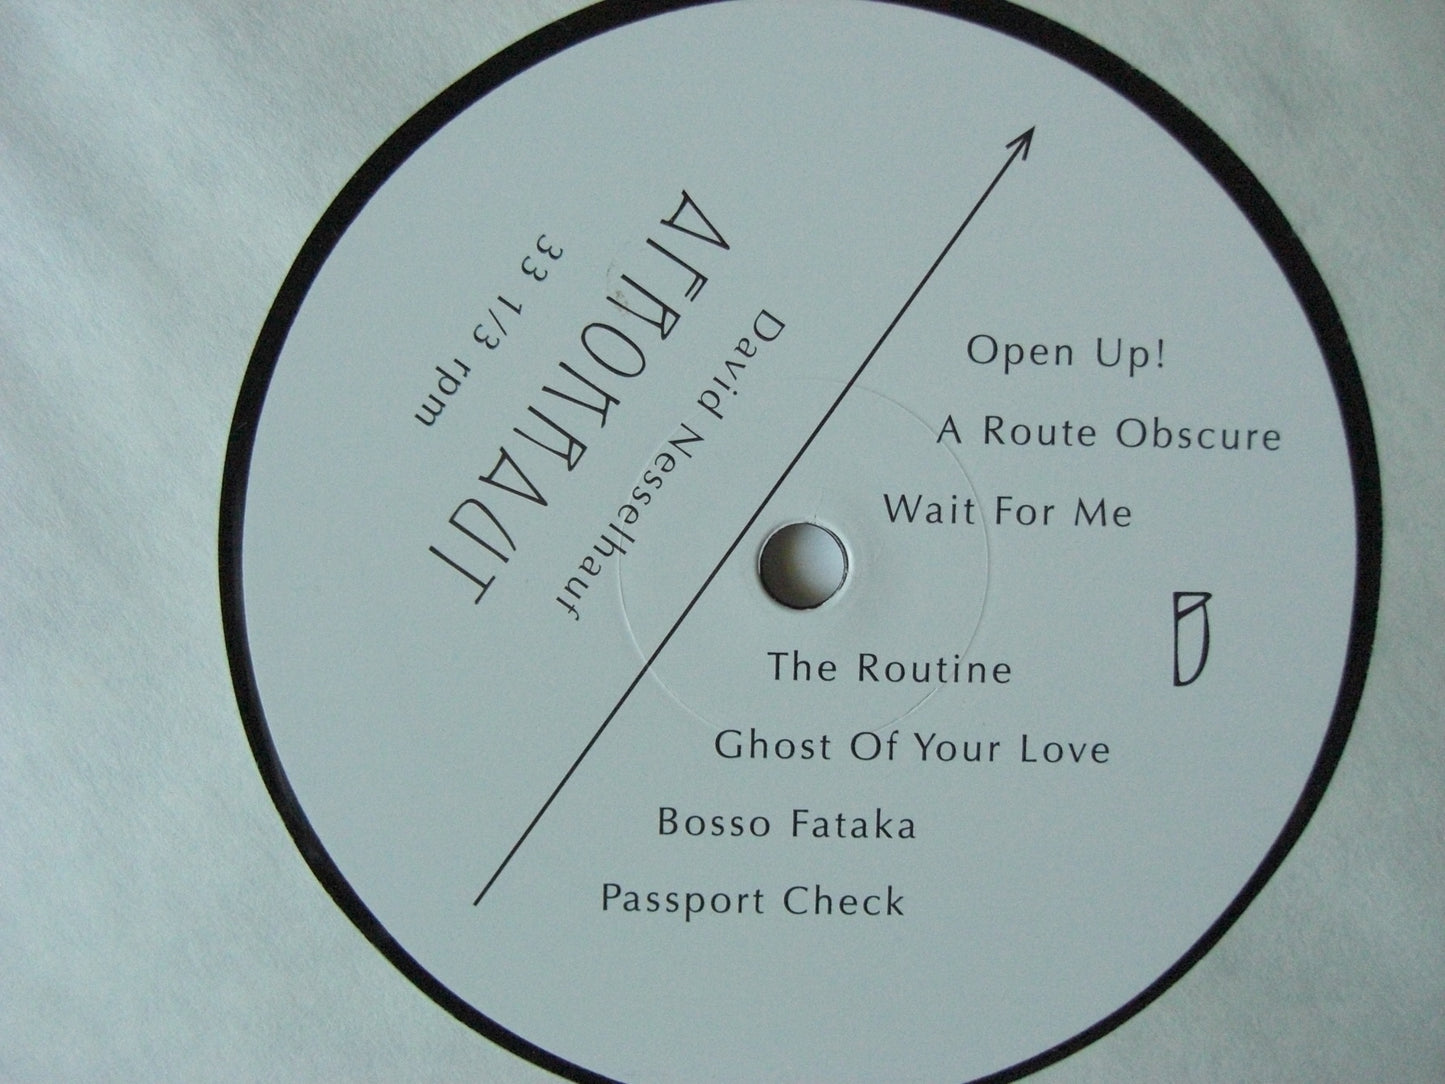 AFROKRAUT
David Nesselhauf
33 1/3 rpm
Open Up!
A Route Obscure
Wait For Me
B
The Routine
Ghost Of Your Love
Bosso Fataka
Passport Check